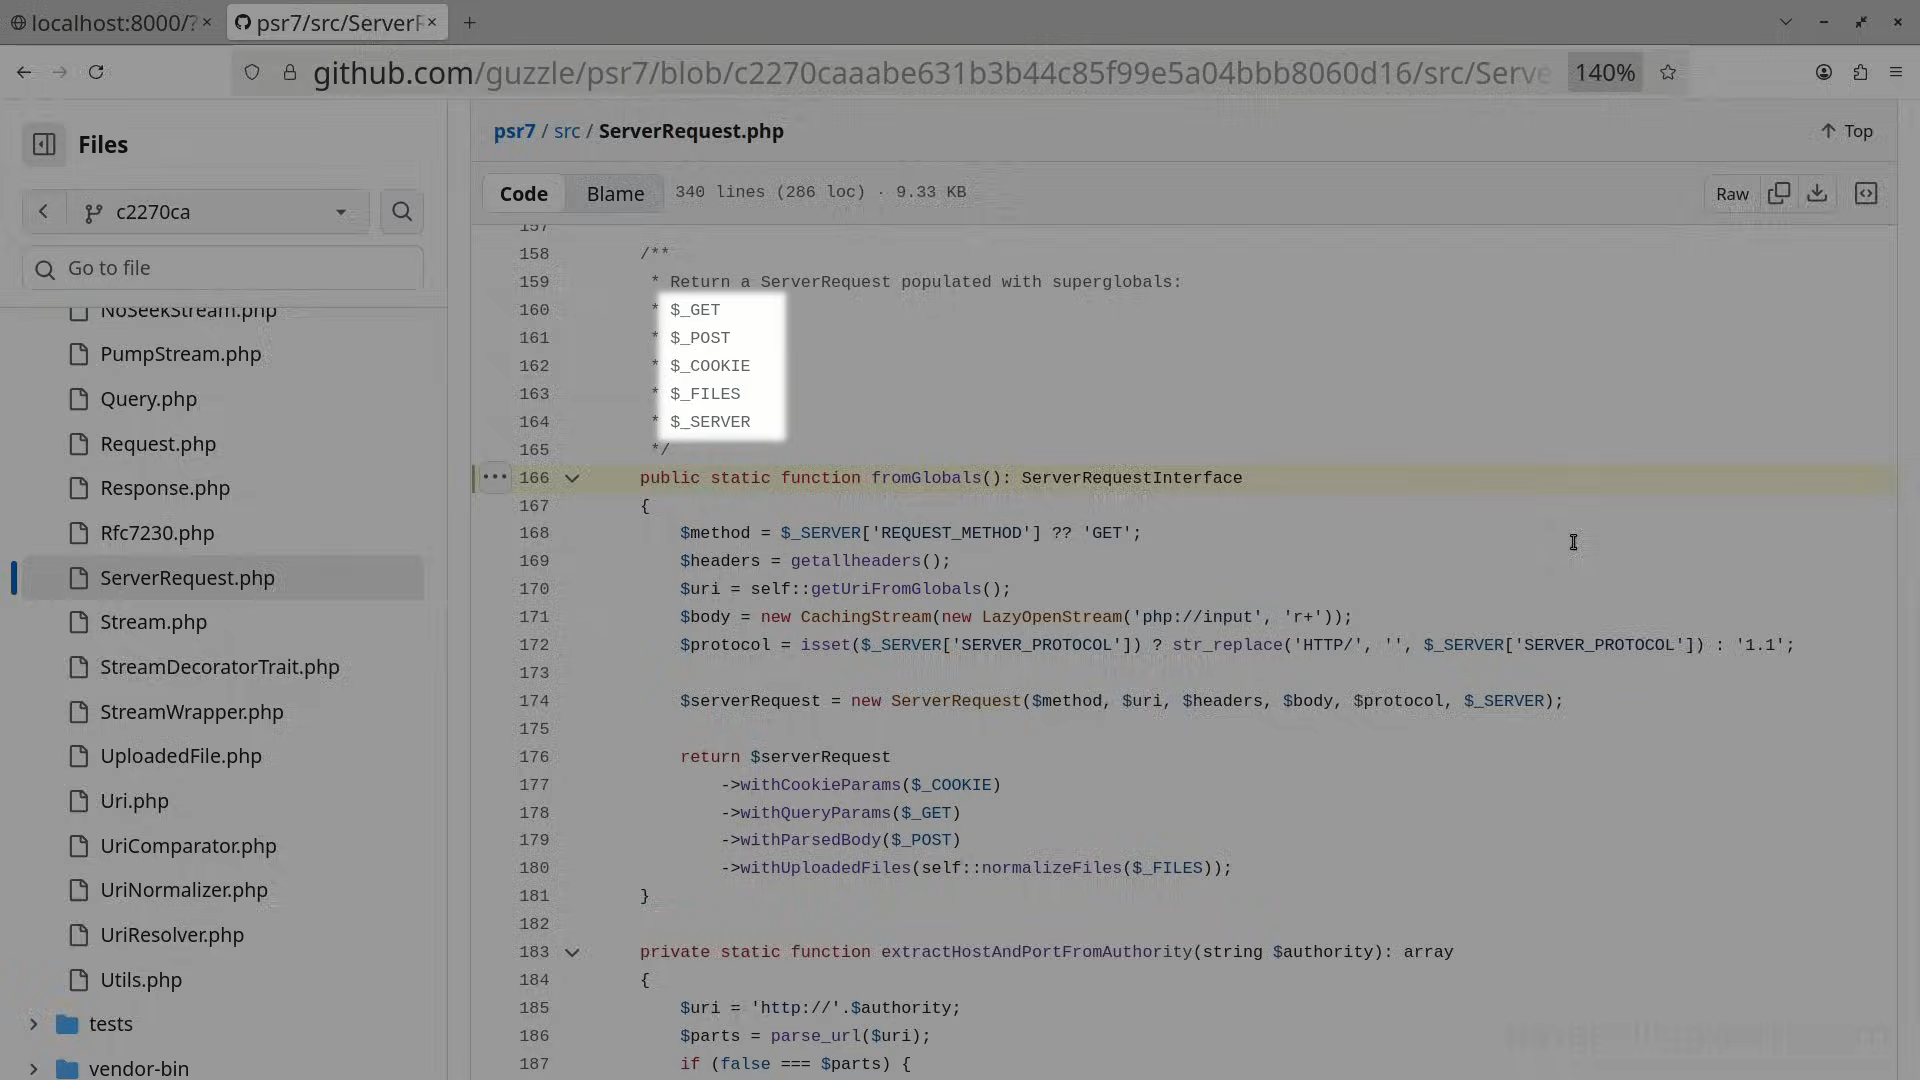 localhost:8000/?
psr7/src/ServerF
github.com/guzzle/psr7/blob/c2270caaabe631b3b44c85f99e5a04bbb8060d16/src/Serve
140%
Files
c2270ca
Go to file
NoSeekStream.php
PumpStream.php
Query.php
Request.php
Response.php
Rfc7230.php
ServerRequest.php
Stream.php
StreamDecoratorTrait.php
StreamWrapper.php
UploadedFile.php
Uri.php
UriComparator.php
UriNormalizer.php
UriResolver.php
Utils.php
tests
vendor-bin
psr7 / src / ServerRequest.php
Top
Code Blame 340 lines (286 loc) · 9.33 KB
Raw
157
158 /**
159 * Return a ServerRequest populated with superglobals:
160 * $_GET
161 * $_POST
162 * $_COOKIE
163 * $_FILES
164 * $_SERVER
165 */
166 public static function fromGlobals(): ServerRequestInterface
167 {
168 $method = $_SERVER['REQUEST_METHOD'] ?? 'GET';
169 $headers = getallheaders();
170 $uri = self::getUriFromGlobals();
171 $body = new CachingStream(new LazyOpenStream('php://input', 'r+'));
172 $protocol = isset($_SERVER['SERVER_PROTOCOL']) ? str_replace('HTTP/', '', $_SERVER['SERVER_PROTOCOL']) : '1.1';
173
174 $serverRequest = new ServerRequest($method, $uri, $headers, $body, $protocol, $_SERVER);
175
176 return $serverRequest
177 ->withCookieParams($_COOKIE)
178 ->withQueryParams($_GET)
179 ->withParsedBody($_POST)
180 ->withUploadedFiles(self::normalizeFiles($_FILES));
181 }
182
183 private static function extractHostAndPortFromAuthority(string $authority): array
184 {
185 $uri = 'http://'.$authority;
186 $parts = parse_url($uri);
187 if (false === $parts) {